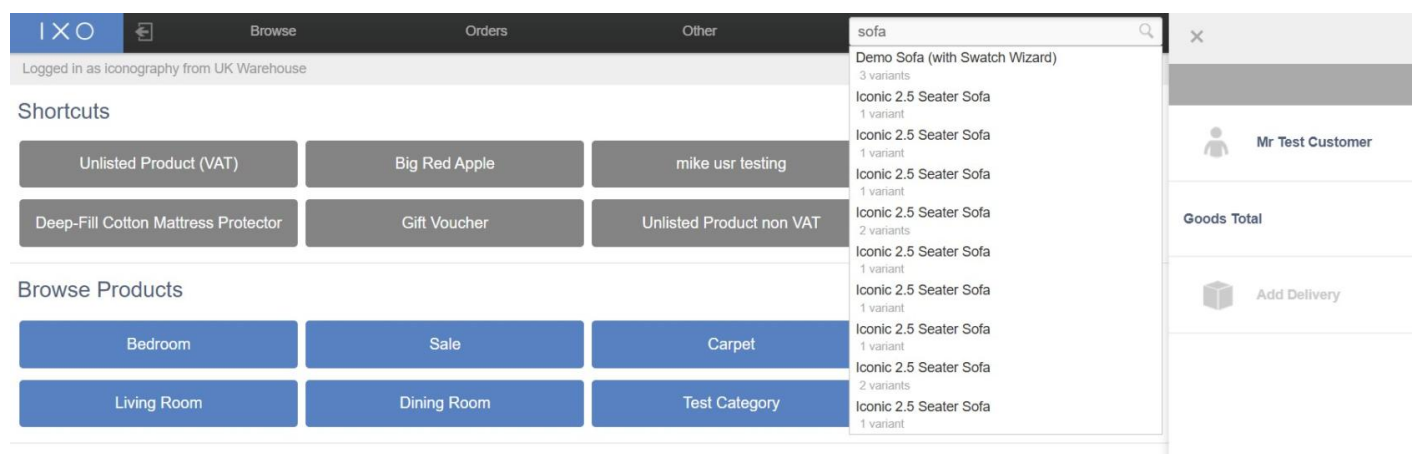 IXO Browse Orders Other sofa
Logged in as iconography from UK Warehouse
Shortcuts
Unlisted Product (VAT) Big Red Apple mike usr testing
Deep-Fill Cotton Mattress Protector Gift Voucher Unlisted Product non VAT
Browse Products
Bedroom Sale Carpet
Living Room Dining Room Test Category
Demo Sofa (with Swatch Wizard)
3 variants
Iconic 2.5 Seater Sofa
1 variant
Iconic 2.5 Seater Sofa
1 variant
Iconic 2.5 Seater Sofa
1 variant
Iconic 2.5 Seater Sofa
2 variants
Iconic 2.5 Seater Sofa
1 variant
Iconic 2.5 Seater Sofa
1 variant
Iconic 2.5 Seater Sofa
1 variant
Iconic 2.5 Seater Sofa
2 variants
Iconic 2.5 Seater Sofa
1 variant
Mr Test Customer
Goods Total
Add Delivery